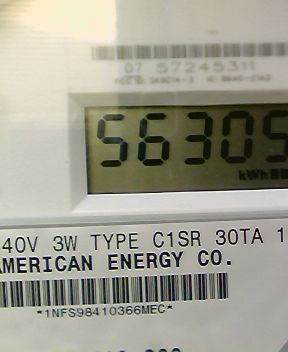 07 57245311
56305
kWh
40V 3W TYPE C1SR 30TA 1
AMERICAN ENERGY CO.
*1NFS98410366MEC*